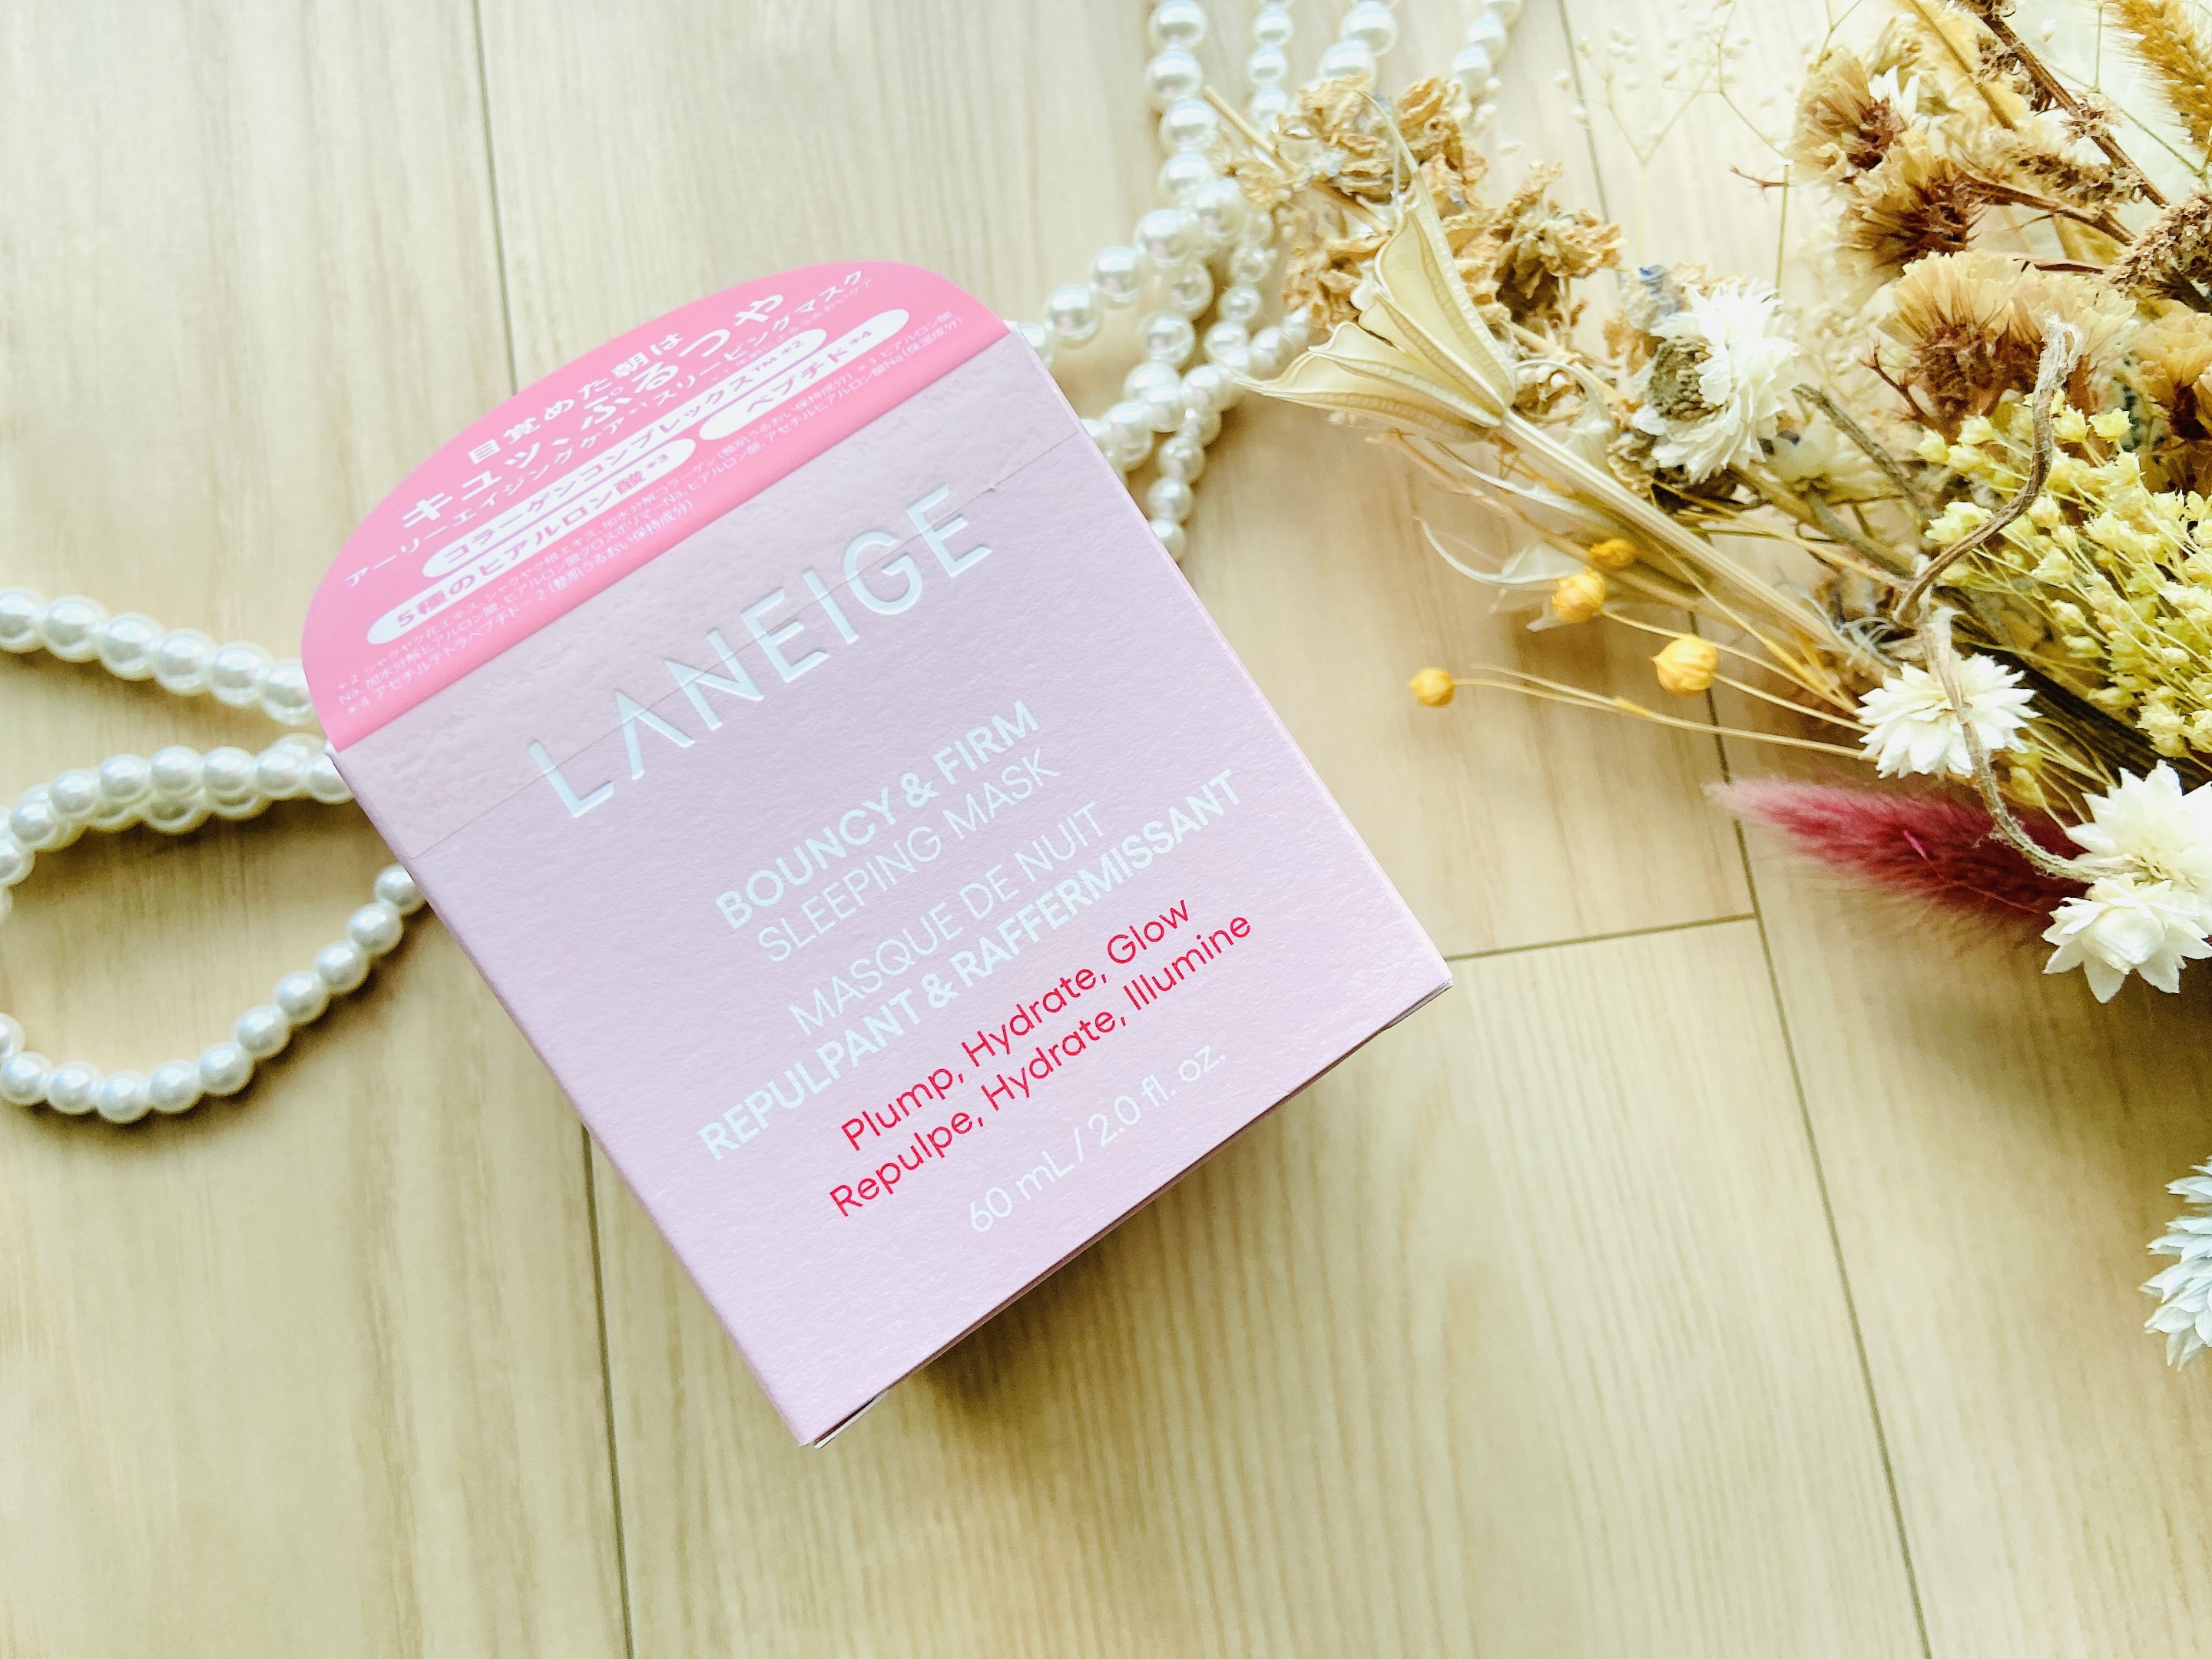 目覚めた朝は
キュッ、ぷるつや
アーリーエイジングケア*¹スリーピングマスク
コラーゲンコンプレックス™*2
5種のヒアルロン酸*3
ペプチド*4
LANEIGE
BOUNCY & FIRM
SLEEPING MASK
MASQUE DE NUIT
REPULPANT & RAFFERMISSANT
Plump, Hydrate, Glow
Repulpe, Hydrate, Illumine
60 mL / 2.0 fl. oz.